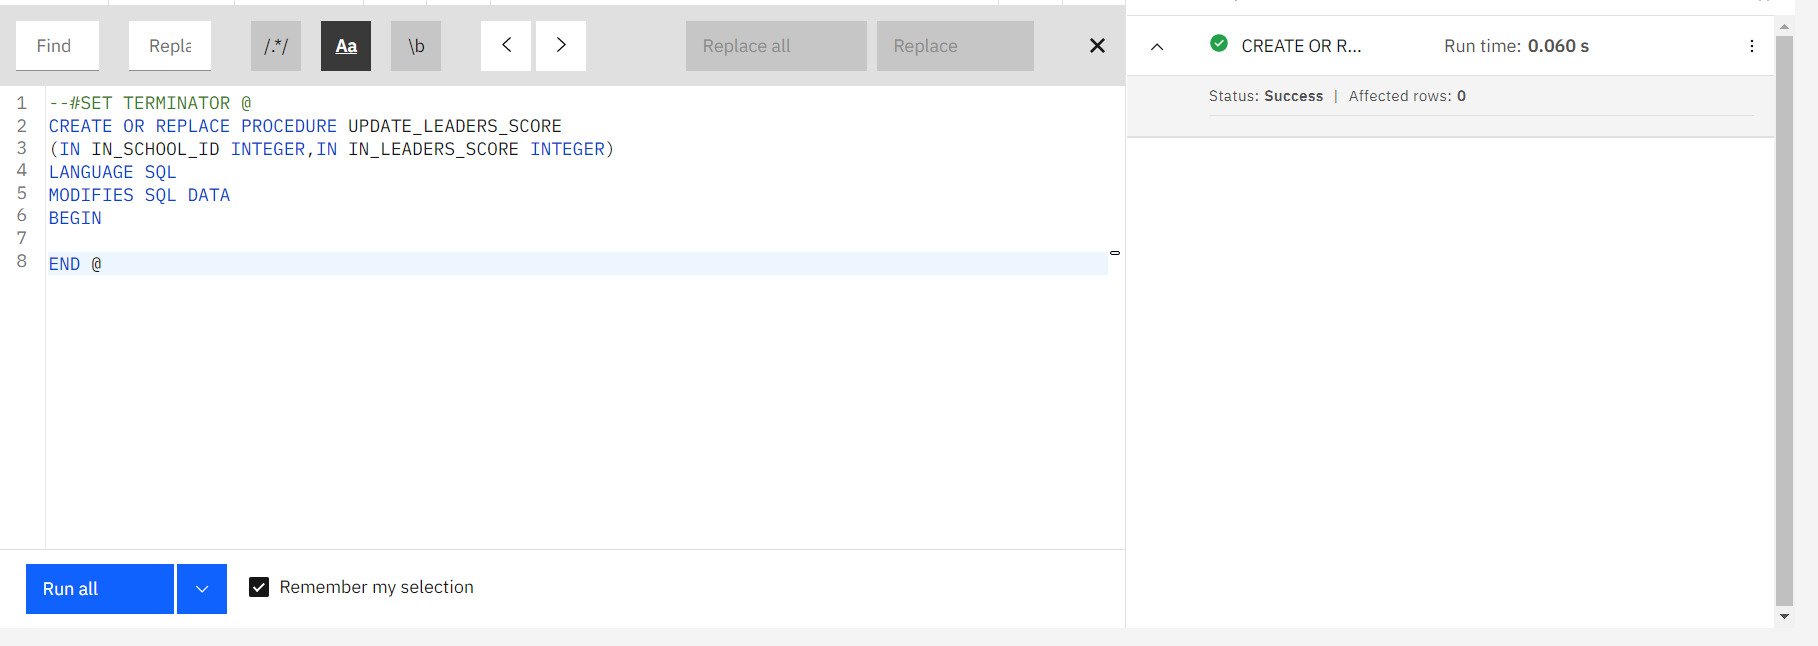 Find
Repla
/.*/
Aa
\b
Replace all
Replace
1 --#SET TERMINATOR @
2 CREATE OR REPLACE PROCEDURE UPDATE_LEADERS_SCORE
3 (IN IN_SCHOOL_ID INTEGER,IN IN_LEADERS_SCORE INTEGER)
4 LANGUAGE SQL
5 MODIFIES SQL DATA
6 BEGIN
7
8 END @
Run all
Remember my selection
CREATE OR R...
Run time: 0.060 s
Status: Success | Affected rows: 0